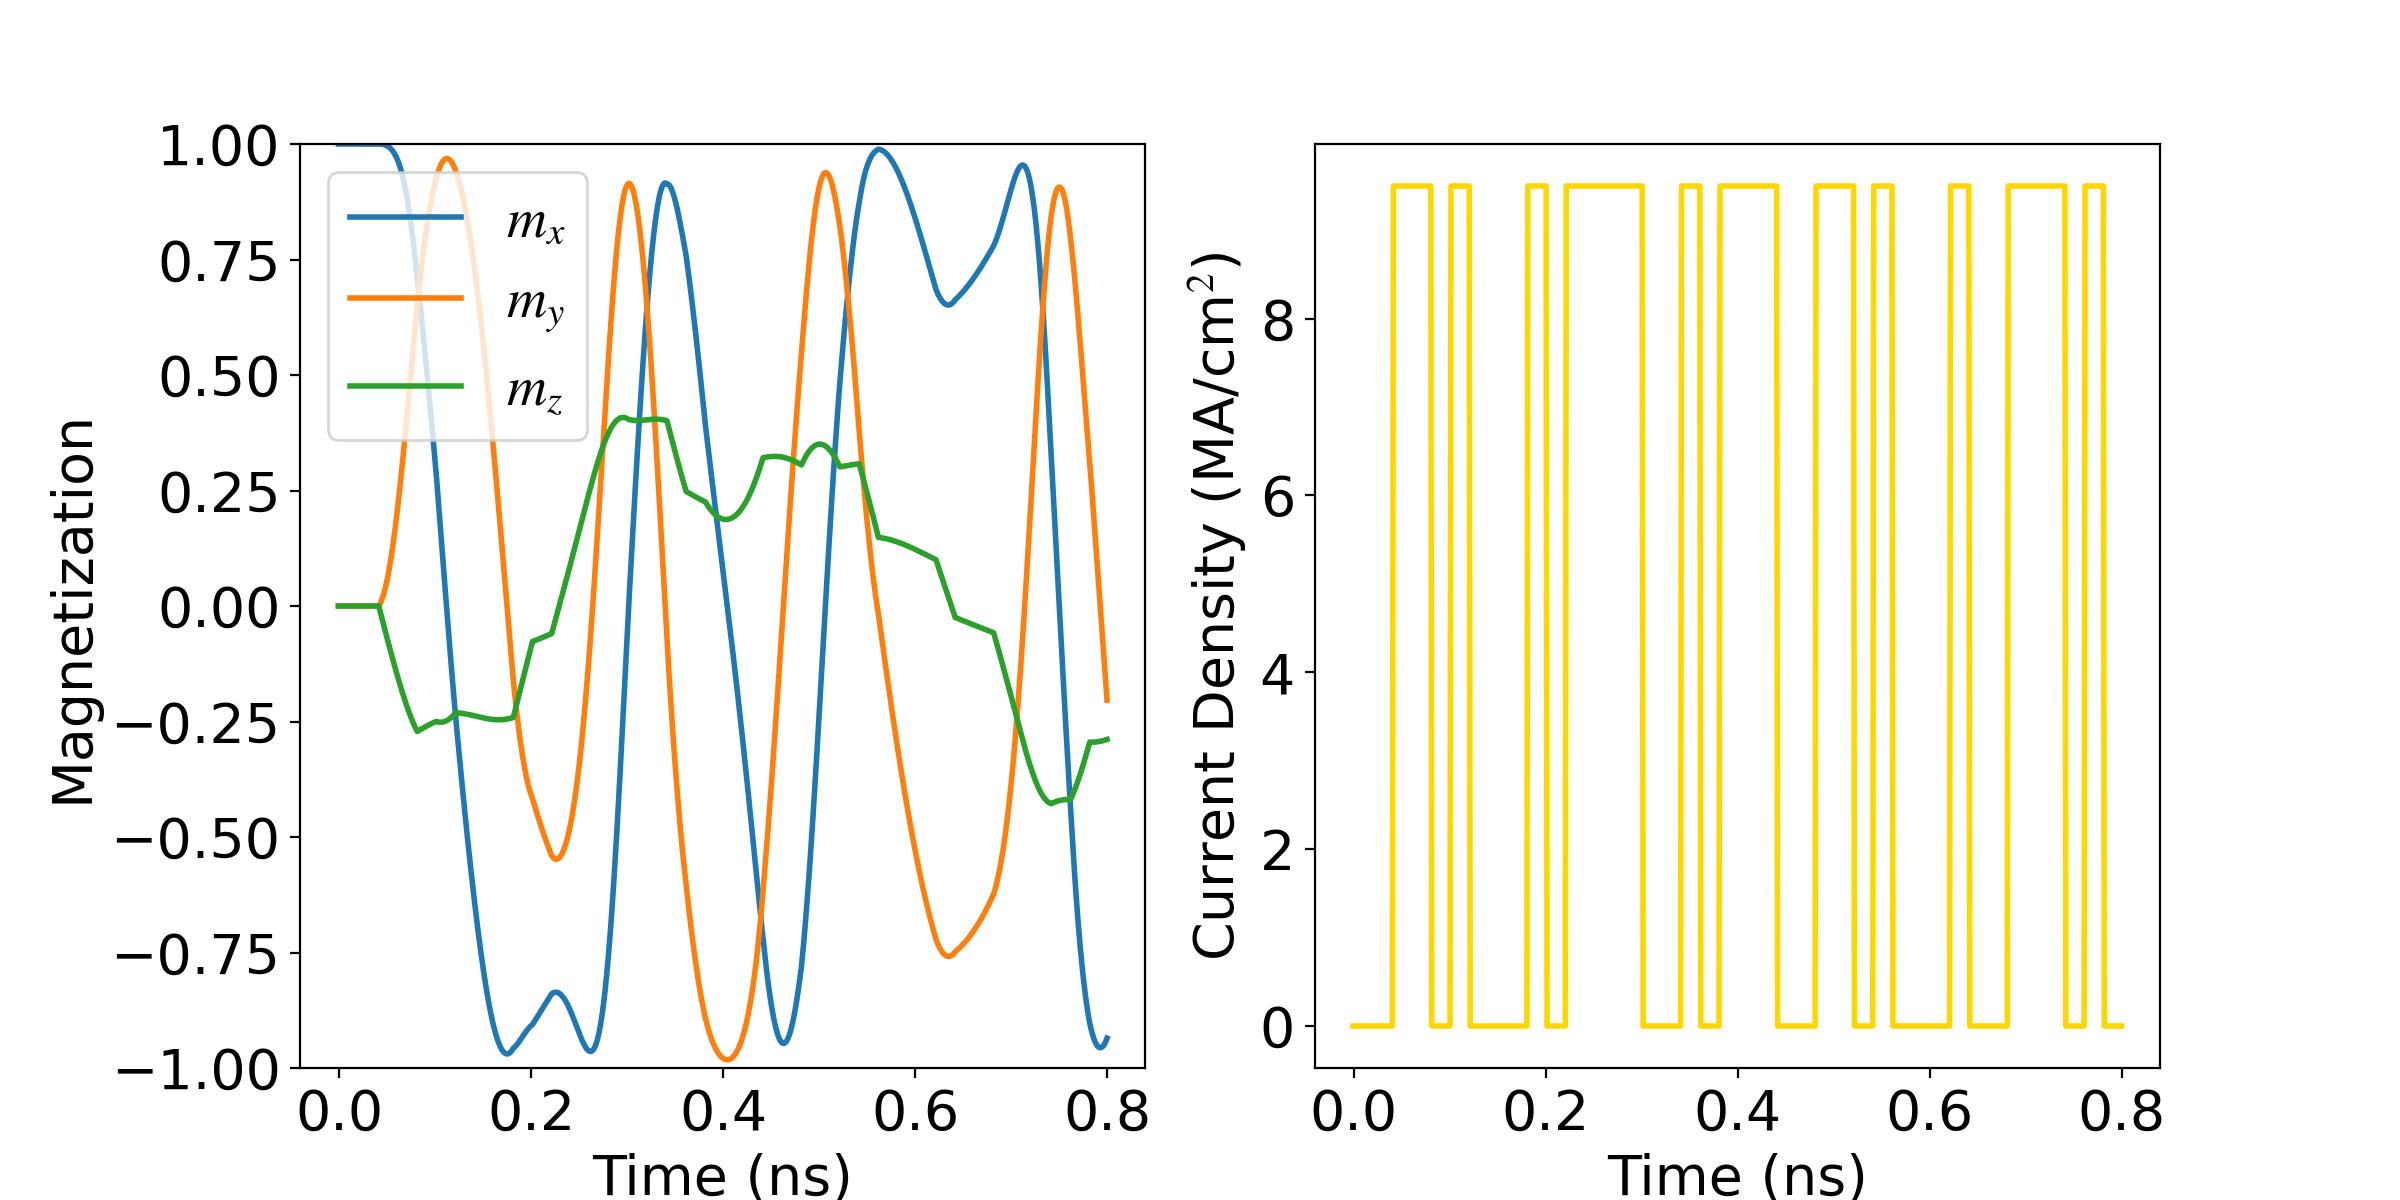 1.00
0.75
0.50
0.25
0.00
−0.25
−0.50
−0.75
−1.00
0.0 0.2 0.4 0.6 0.8
Time (ns)
Magnetization
m_x
m_y
m_z
8
6
4
2
0
0.0 0.2 0.4 0.6 0.8
Time (ns)
Current Density (MA/cm²)